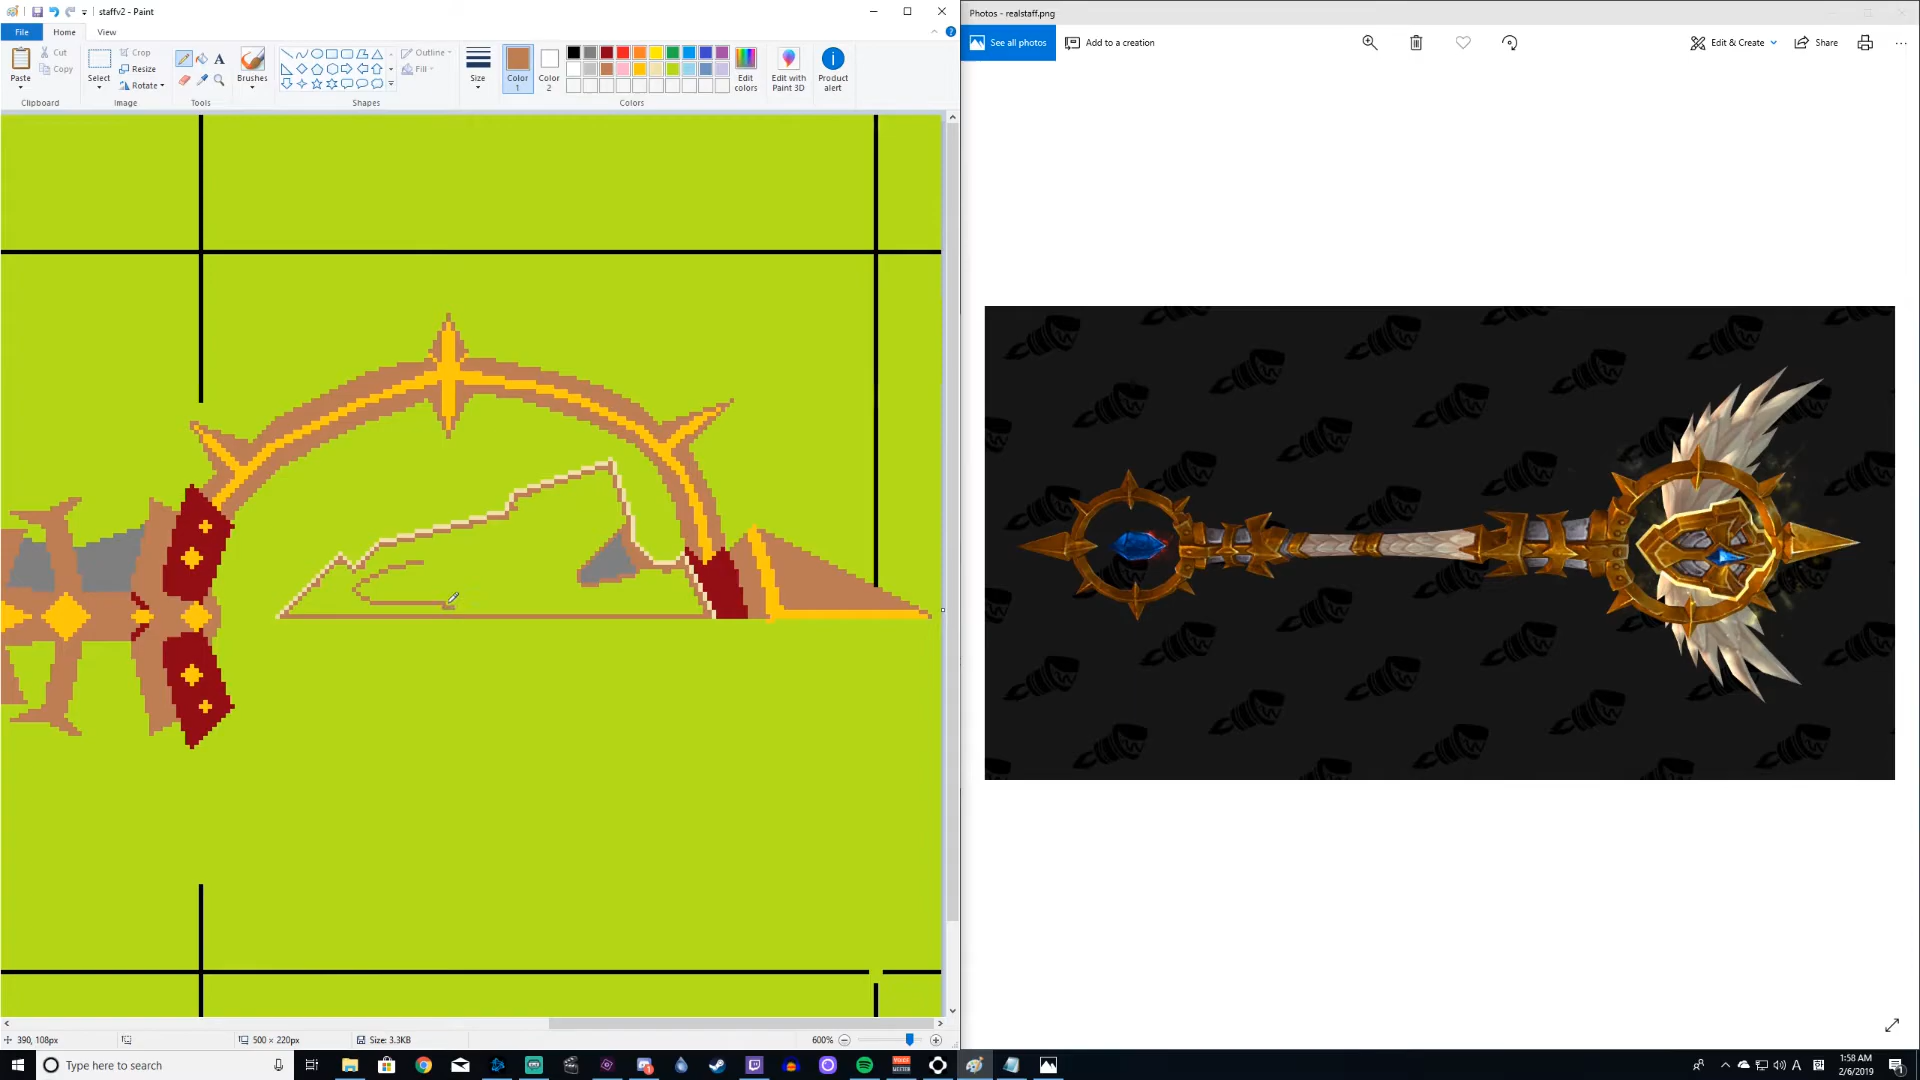 staffv2 - Paint
Photos - realstaff.png
File
Home
View
Paste
Cut
Copy
Clipboard
Select
Crop
Resize
Rotate
Image
A
Tools
Brushes
Outline
Fill
Shapes
Size
Color
1
Color
2
Edit
colors
Colors
Edit with
Paint 3D
Product
alert
See all photos
Add to a creation
Edit & Create
Share
390, 108px
500 × 220px
Size: 3.3KB
600%
Type here to search
A
1:58 AM
2/6/2019